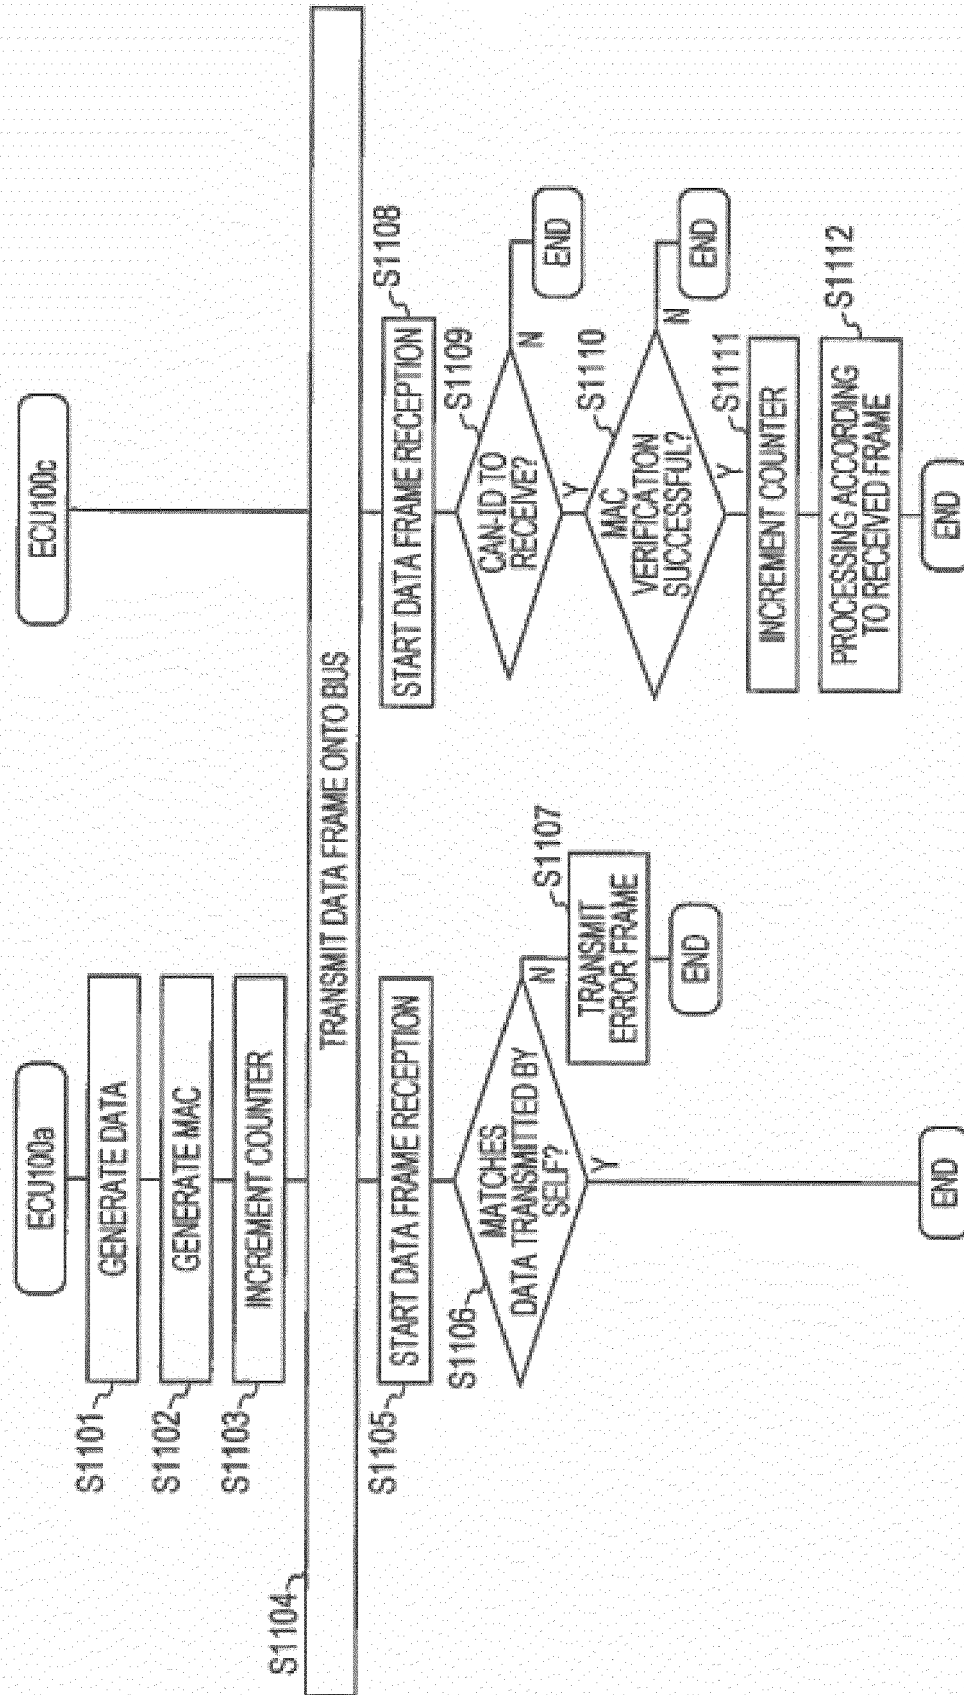 ECU100a
S1101
GENERATE DATA
S1102
GENERATE MAC
S1103
INCREMENT COUNTER
ECU100c
S1104
TRANSMIT DATA FRAME ONTO BUS
S1105
START DATA FRAME RECEPTION
S1106
MATCHES
DATA TRANSMITTED BY
SELF?
N
Y
S1107
TRANSMIT
ERROR FRAME
END
END
START DATA FRAME RECEPTION
S1108
CAN-ID TO
RECEIVE?
S1109
N
END
Y
MAC
VERIFICATION
SUCCESSFUL?
S1110
N
END
Y
S1111
INCREMENT COUNTER
S1112
PROCESSING ACCORDING
TO RECEIVED FRAME
END